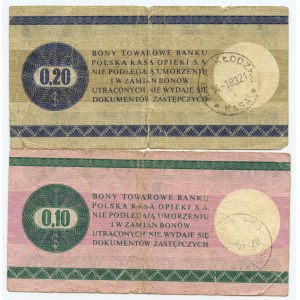 BONY TOWAROWE BANKU
POLSKA KASA OPIEKI S.A.
NIE PODLEGAJĄ UMORZENIU
I W ZAMIAN BONÓW
UTRACONYCH NIE WYDAJE SIĘ
DOKUMENTÓW ZASTĘPCZYCH
0.20
$
KASA
BONY TOWAROWE BANKU
POLSKA KASA OPIEKI S.A.
NIE PODLEGAJĄ UMORZENIU
I W ZAMIAN BONÓW
UTRACONYCH NIE WYDAJE SIĘ
DOKUMENTÓW ZASTĘPCZYCH
0.10
$